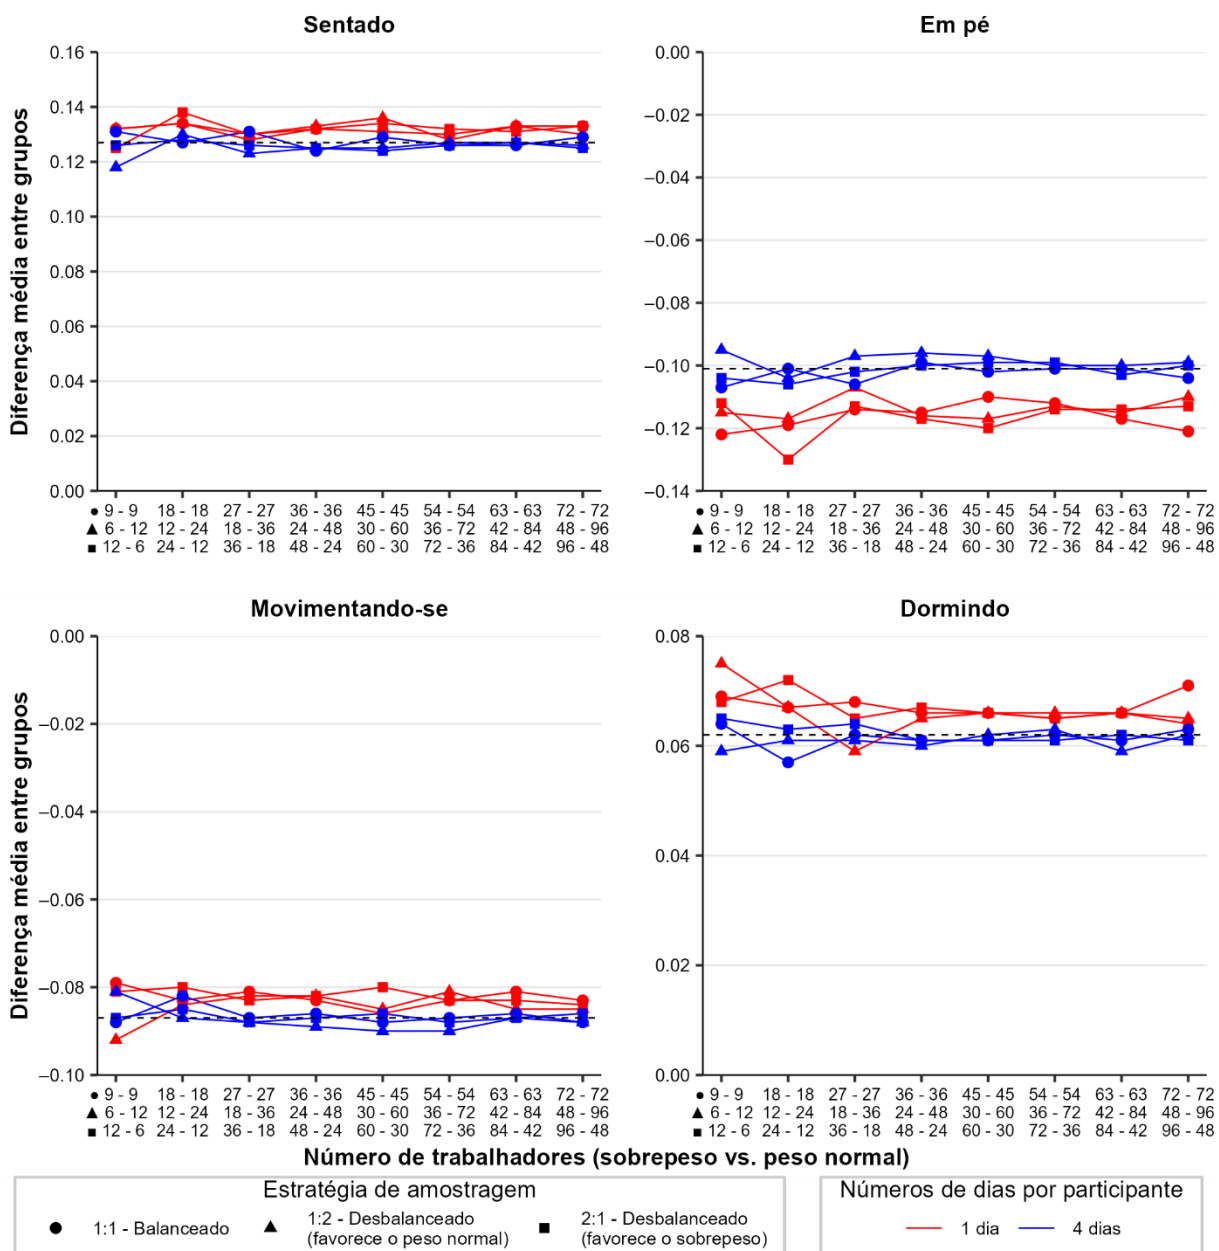 Sentado
Em pé
Diferença média entre grupos
0.16
0.14
0.12
0.10
0.08
0.06
0.04
0.02
0.00
0.00
−0.02
−0.04
−0.06
−0.08
−0.10
−0.12
−0.14
● 9 - 9 18 - 18 27 - 27 36 - 36 45 - 45 54 - 54 63 - 63 72 - 72
▲ 6 - 12 12 - 24 18 - 36 24 - 48 30 - 60 36 - 72 42 - 84 48 - 96
■ 12 - 6 24 - 12 36 - 18 48 - 24 60 - 30 72 - 36 84 - 42 96 - 48
● 9 - 9 18 - 18 27 - 27 36 - 36 45 - 45 54 - 54 63 - 63 72 - 72
▲ 6 - 12 12 - 24 18 - 36 24 - 48 30 - 60 36 - 72 42 - 84 48 - 96
■ 12 - 6 24 - 12 36 - 18 48 - 24 60 - 30 72 - 36 84 - 42 96 - 48
Movimentando-se
Dormindo
Diferença média entre grupos
0.00
−0.02
−0.04
−0.06
−0.08
−0.10
0.08
0.06
0.04
0.02
0.00
● 9 - 9 18 - 18 27 - 27 36 - 36 45 - 45 54 - 54 63 - 63 72 - 72
▲ 6 - 12 12 - 24 18 - 36 24 - 48 30 - 60 36 - 72 42 - 84 48 - 96
■ 12 - 6 24 - 12 36 - 18 48 - 24 60 - 30 72 - 36 84 - 42 96 - 48
● 9 - 9 18 - 18 27 - 27 36 - 36 45 - 45 54 - 54 63 - 63 72 - 72
▲ 6 - 12 12 - 24 18 - 36 24 - 48 30 - 60 36 - 72 42 - 84 48 - 96
■ 12 - 6 24 - 12 36 - 18 48 - 24 60 - 30 72 - 36 84 - 42 96 - 48
Número de trabalhadores (sobrepeso vs. peso normal)
Estratégia de amostragem
● 1:1 - Balanceado
▲ 1:2 - Desbalanceado
(favorece o peso normal)
■ 2:1 - Desbalanceado
(favorece o sobrepeso)
Números de dias por participante
1 dia
4 dias